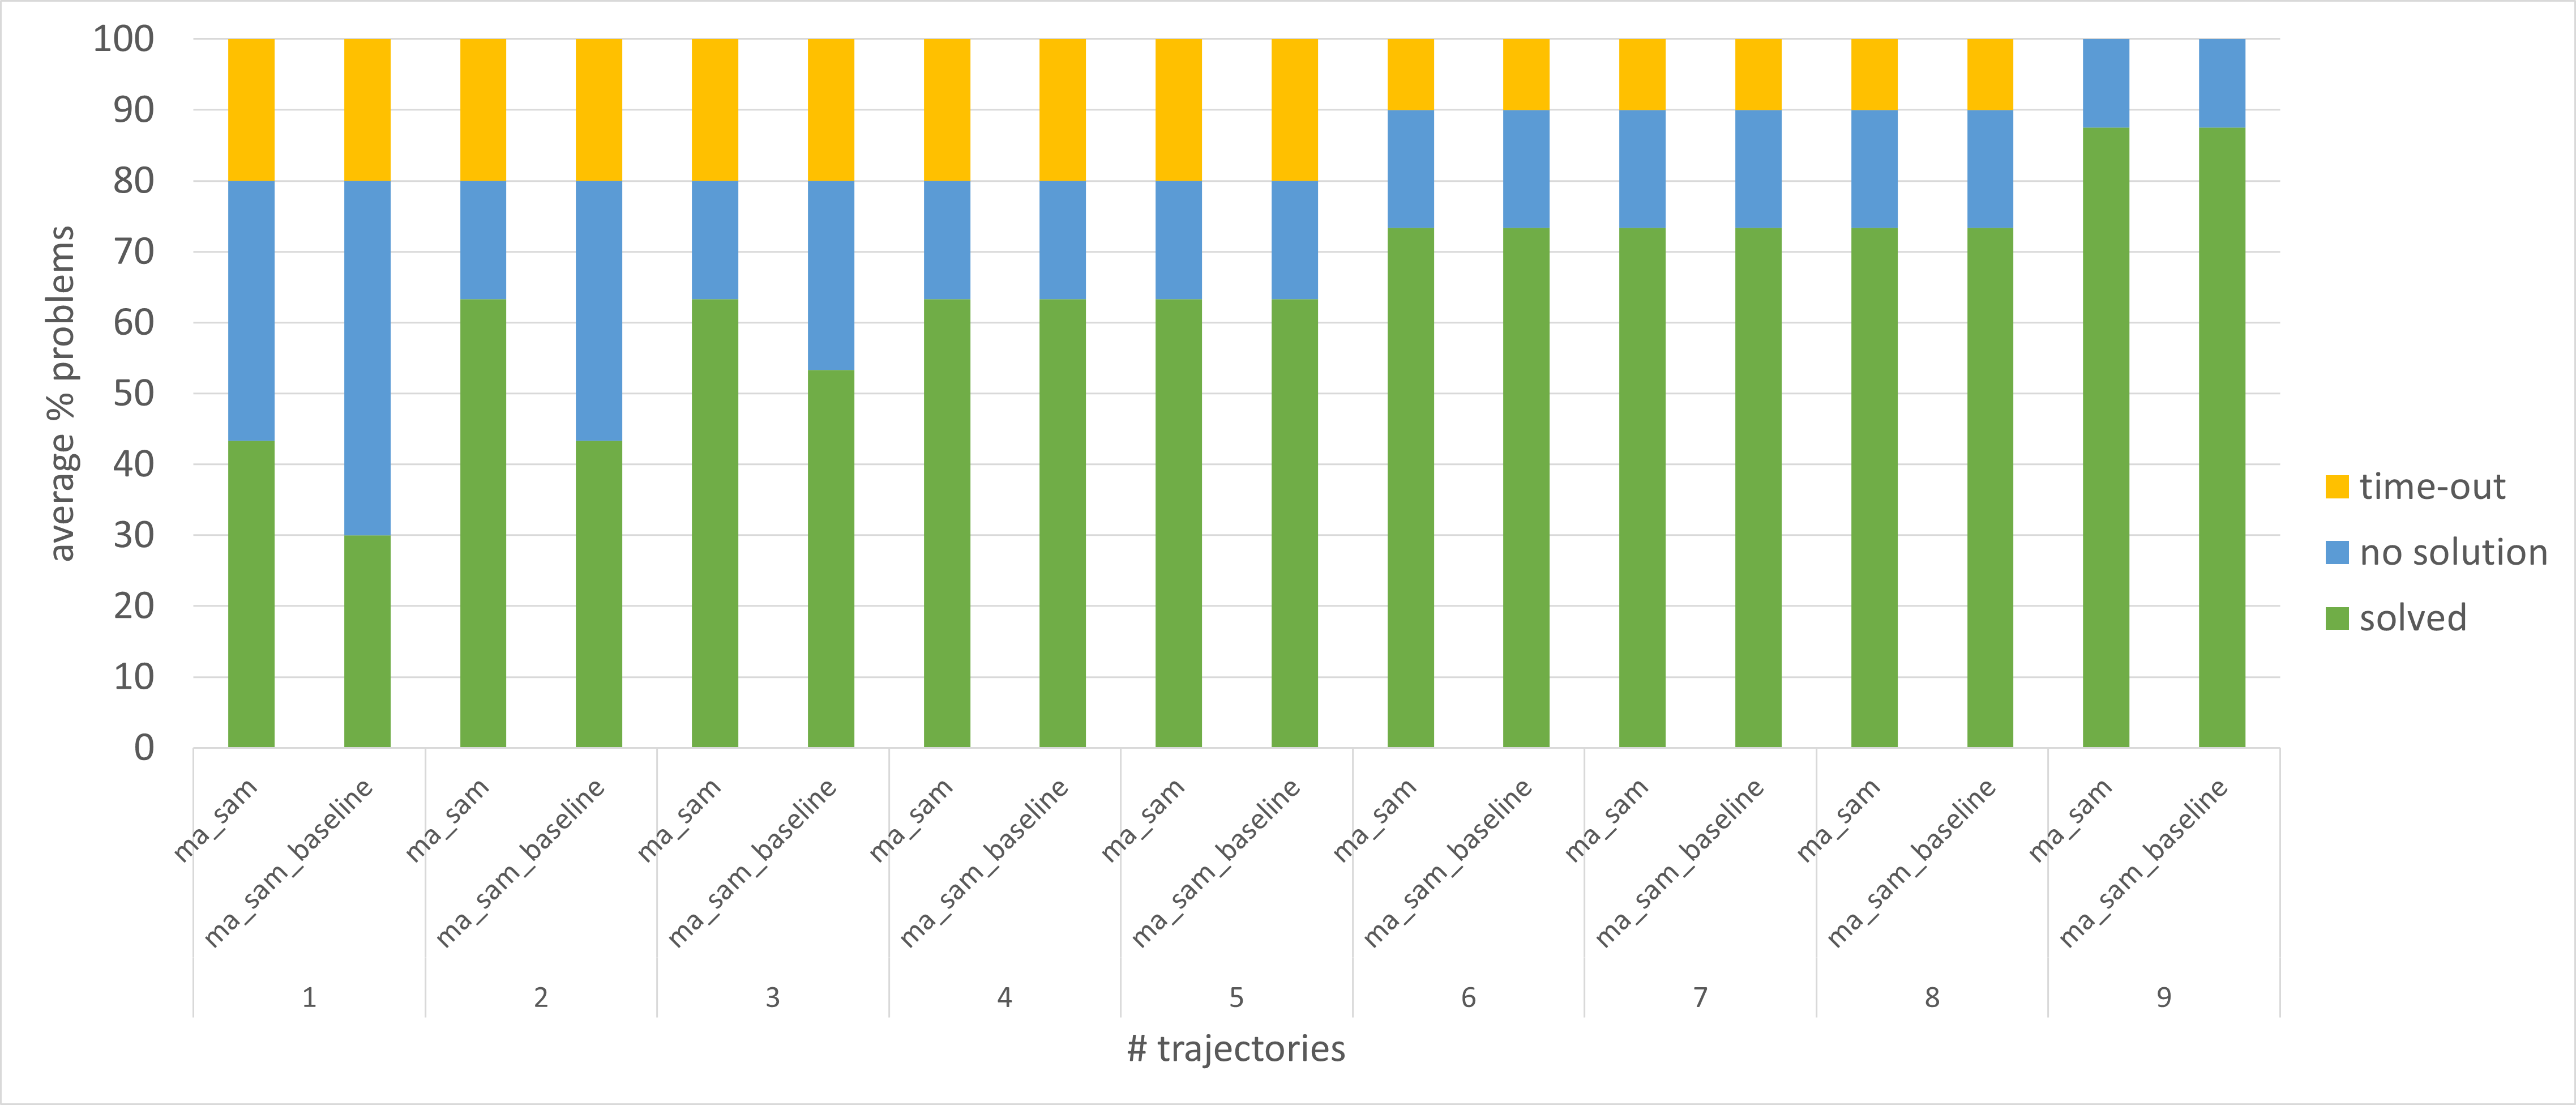 100
90
80
70
60
50
40
30
20
10
0
average % problems
ma_sam
ma_sam_baseline
ma_sam
ma_sam_baseline
ma_sam
ma_sam_baseline
ma_sam
ma_sam_baseline
ma_sam
ma_sam_baseline
ma_sam
ma_sam_baseline
ma_sam
ma_sam_baseline
ma_sam
ma_sam_baseline
ma_sam
ma_sam_baseline
1 2 3 4 5 6 7 8 9
# trajectories
time-out
no solution
solved